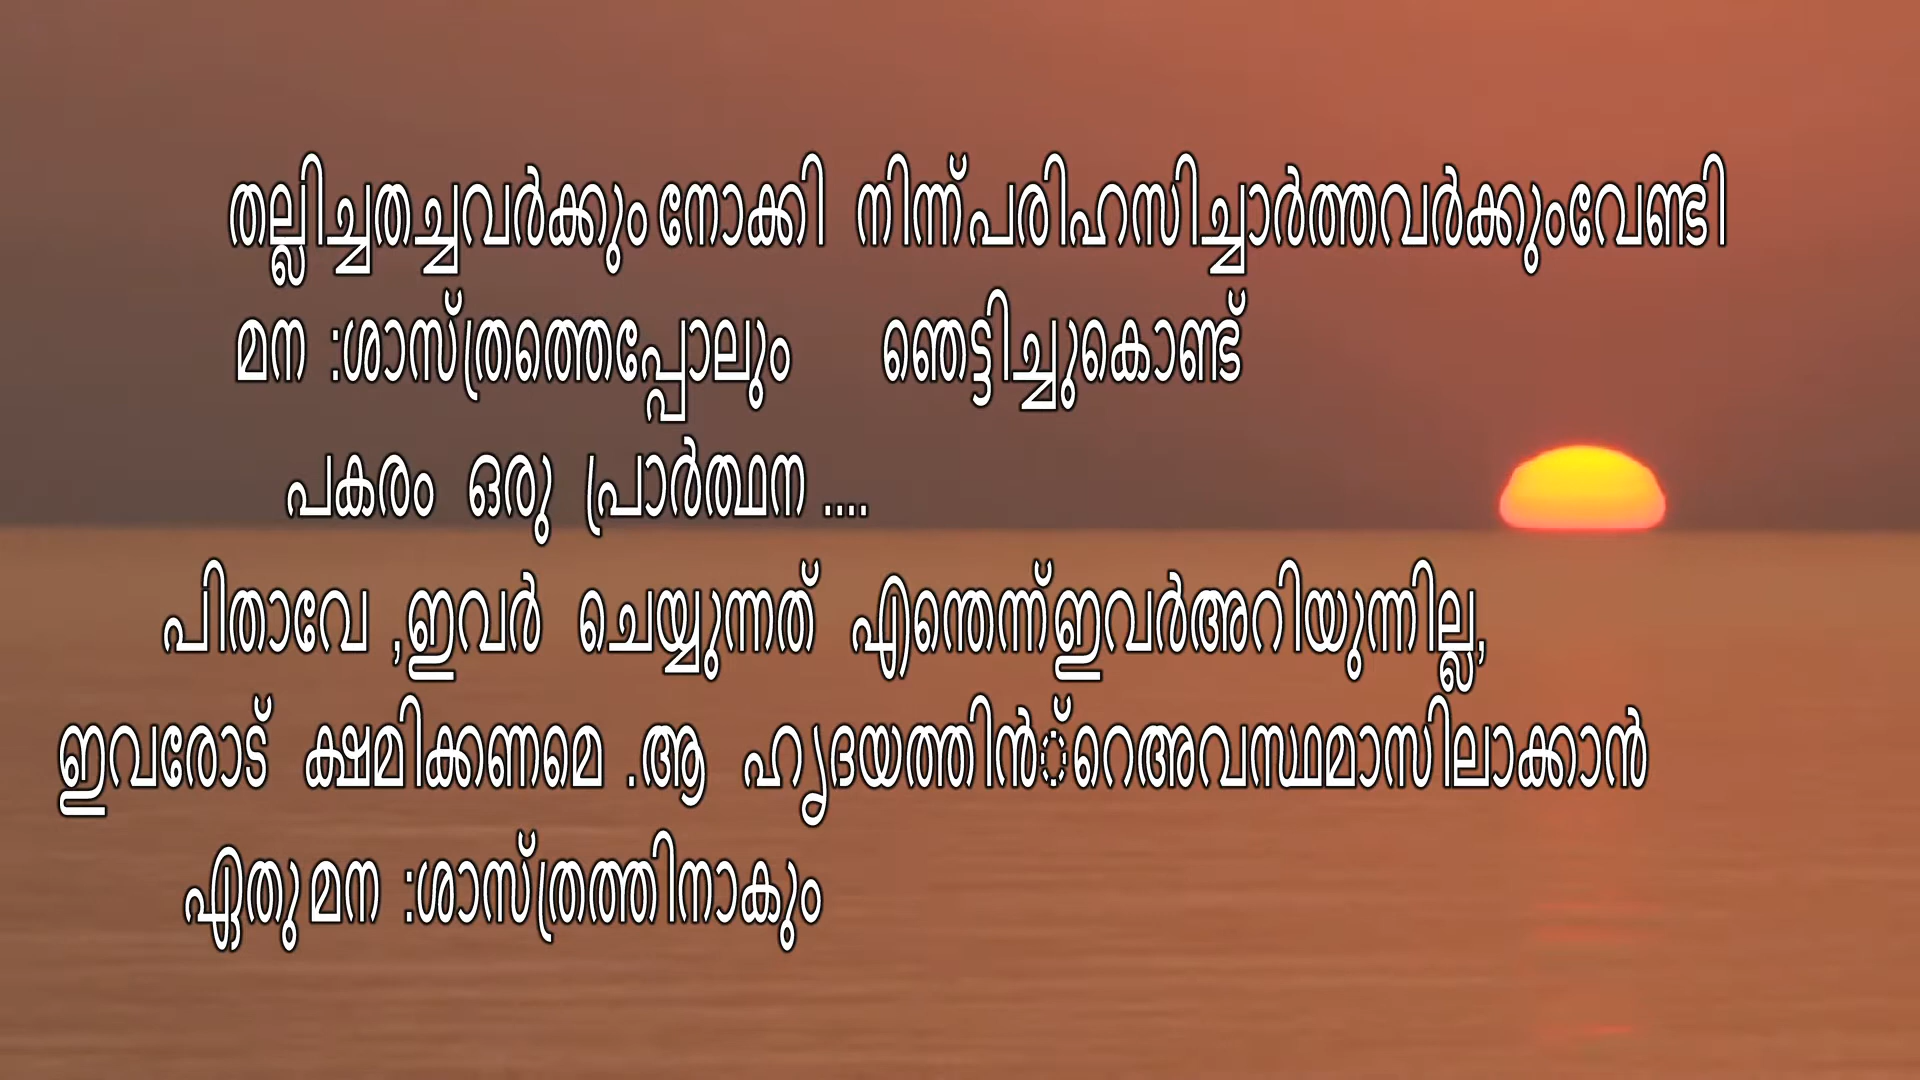 തല്ലിച്ചതച്ചവർക്കും നോക്കി നിന്ന്പരിഹസിച്ചാർത്തവർക്കുംവേണ്ടി
മന :ശാസ്ത്രത്തെപ്പോലും ഞെട്ടിച്ചുകൊണ്ട്
പകരം ഒരു പ്രാർത്ഥന ....
പിതാവേ ,ഇവർ ചെയ്യുന്നത് എന്തെന്ന്ഇവർഅറിയുന്നില്ല,
ഇവരോട് ക്ഷമിക്കണമെ .ആ ഹൃദയത്തിൻ്റെഅവസ്ഥമാസിലാക്കാൻ
ഏതു മന :ശാസ്ത്രത്തിനാകും